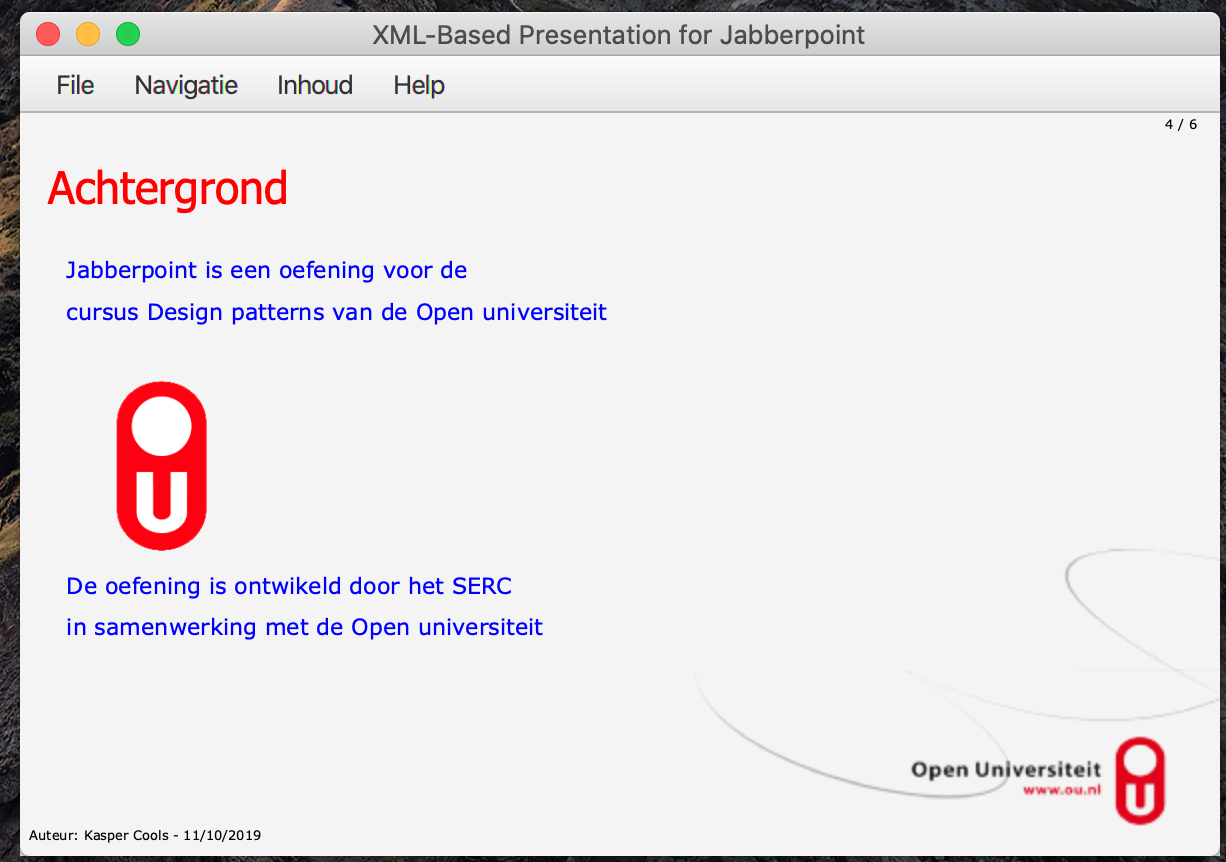 XML-Based Presentation for Jabberpoint
File Navigatie Inhoud Help
4 / 6
Achtergrond
Jabberpoint is een oefening voor de
cursus Design patterns van de Open universiteit
U
De oefening is ontwikeld door het SERC
in samenwerking met de Open universiteit
Open Universiteit
www.ou.nl
U
Auteur: Kasper Cools - 11/10/2019